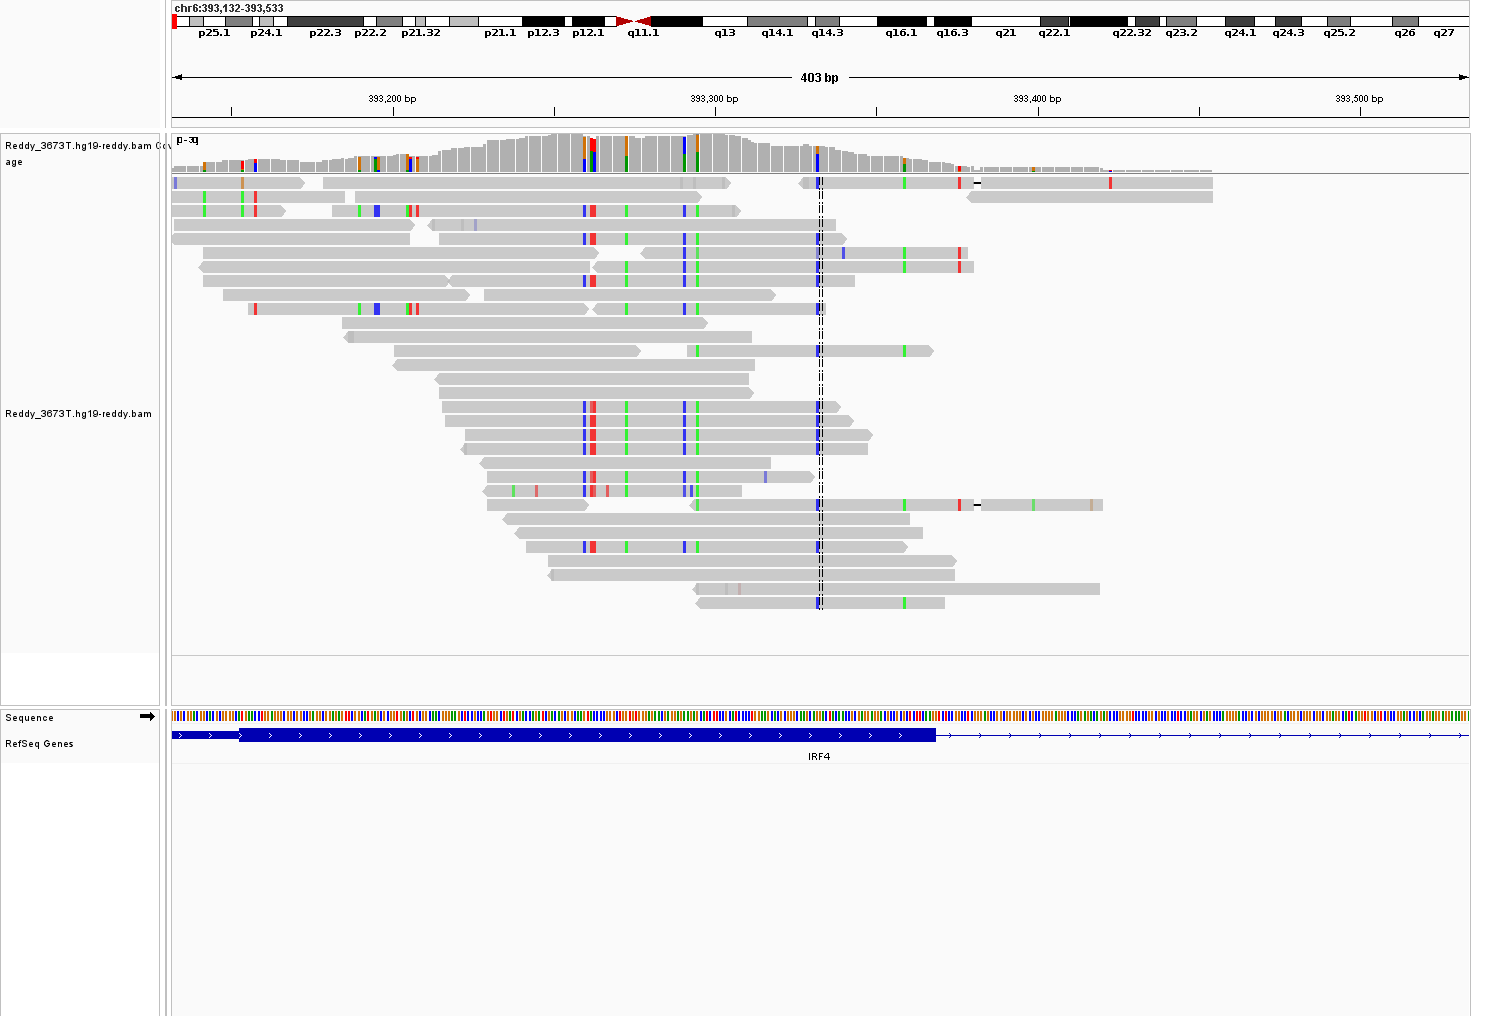 chr6:393,132-393,533
p25.1 p24.1 p22.3 p22.2 p21.32 p21.1 p12.3 p12.1 q11.1 q13 q14.1 q14.3 q16.1 q16.3 q21 q22.1 q22.32 q23.2 q24.1 q24.3 q25.2 q26 q27
403 bp
393,200 bp 393,300 bp 393,400 bp 393,500 bp
Reddy_3673T.hg19-reddy.bam Cov
age
Reddy_3673T.hg19-reddy.bam
Sequence
RefSeq Genes
IRF4